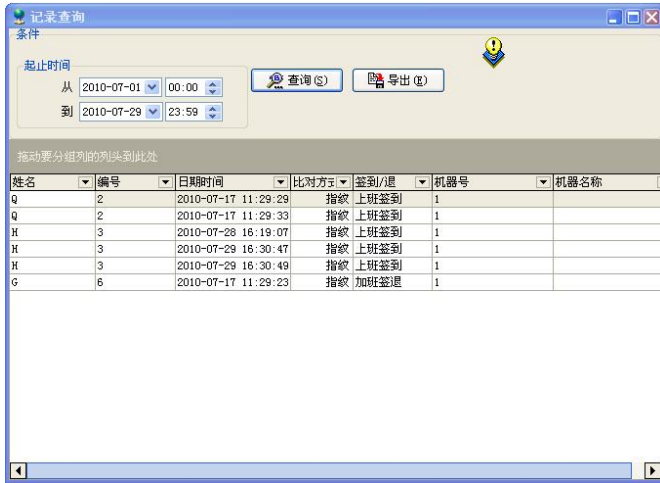 记录查询
条件
起止时间
从 2010-07-01 00:00
到 2010-07-29 23:59
查询(S) 导出(E)
拖动要分组列的列头到此处
姓名 编号 日期时间 比对方式 签到/退 机器号 机器名称
Q 2 2010-07-17 11:29:29 指纹 上班签到 1
Q 2 2010-07-17 11:29:33 指纹 上班签到 1
H 3 2010-07-28 16:19:07 指纹 上班签到 1
H 3 2010-07-29 16:30:47 指纹 上班签到 1
H 3 2010-07-29 16:30:49 指纹 上班签到 1
G 6 2010-07-17 11:29:23 指纹 加班签退 1